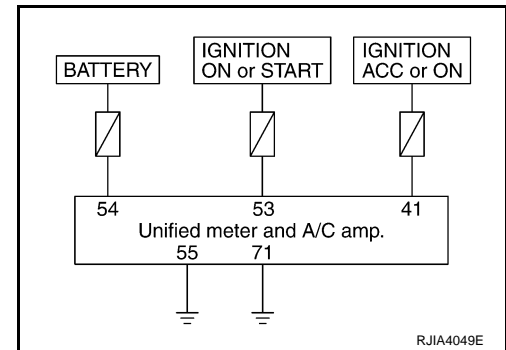 BATTERY
IGNITION
ON or START
IGNITION
ACC or ON
54 53 41
Unified meter and A/C amp.
55 71
RJIA4049E